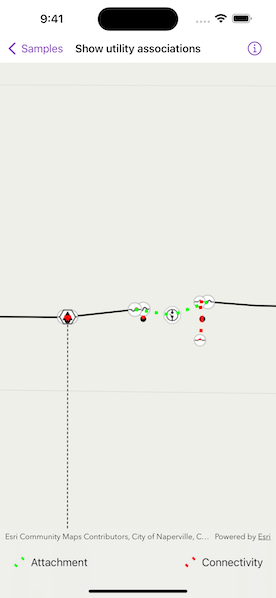 9:41
Samples
Show utility associations
Esri Community Maps Contributors, City of Naperville, C... Powered by Esri
Attachment
Connectivity